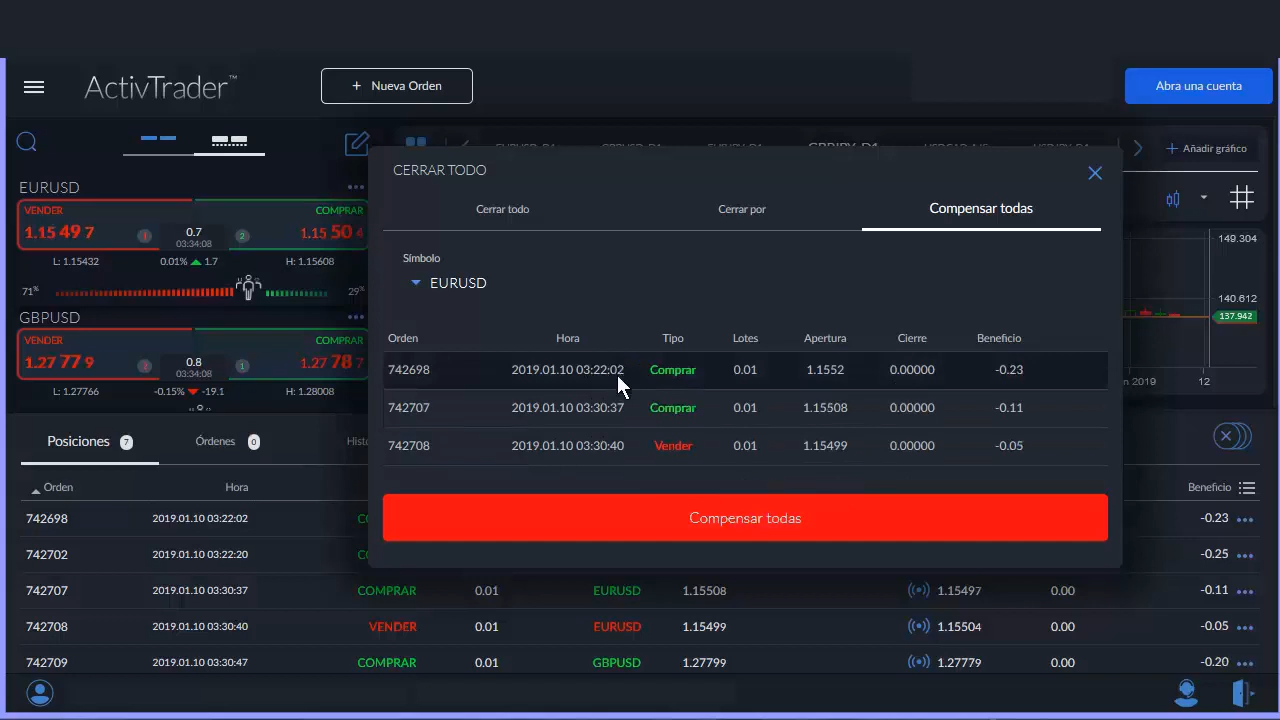 ActivTrader™
+ Nueva Orden
Abra una cuenta
Añadir gráfico
EURUSD
VENDER
COMPRAR
1.15 49 7
1
0.7
2
1.15 50 4
03:34:08
L: 1.15432
0.01% 1.7
H: 1.15608
71%
29%
GBPUSD
VENDER
COMPRAR
1.27 77 9
2
0.8
1
1.27 78 7
03:34:08
L: 1.27766
-0.15% -19.1
H: 1.28008
CERRAR TODO
Cerrar todo
Cerrar por
Compensar todas
Símbolo
EURUSD
Orden Hora Tipo Lotes Apertura Cierre Beneficio
742698 2019.01.10 03:22:02 Comprar 0.01 1.1552 0.00000 -0.23
742707 2019.01.10 03:30:37 Comprar 0.01 1.15508 0.00000 -0.11
742708 2019.01.10 03:30:40 Vender 0.01 1.15499 0.00000 -0.05
Compensar todas
149.304
140.612
137.942
2019 12
Posiciones 7
Órdenes 0
Orden Hora Beneficio
742698 2019.01.10 03:22:02 -0.23
742702 2019.01.10 03:22:20 -0.25
742707 2019.01.10 03:30:37 COMPRAR 0.01 EURUSD 1.15508 1.15497 0.00 -0.11
742708 2019.01.10 03:30:40 VENDER 0.01 EURUSD 1.15499 1.15504 0.00 -0.05
742709 2019.01.10 03:30:47 COMPRAR 0.01 GBPUSD 1.27799 1.27779 0.00 -0.20